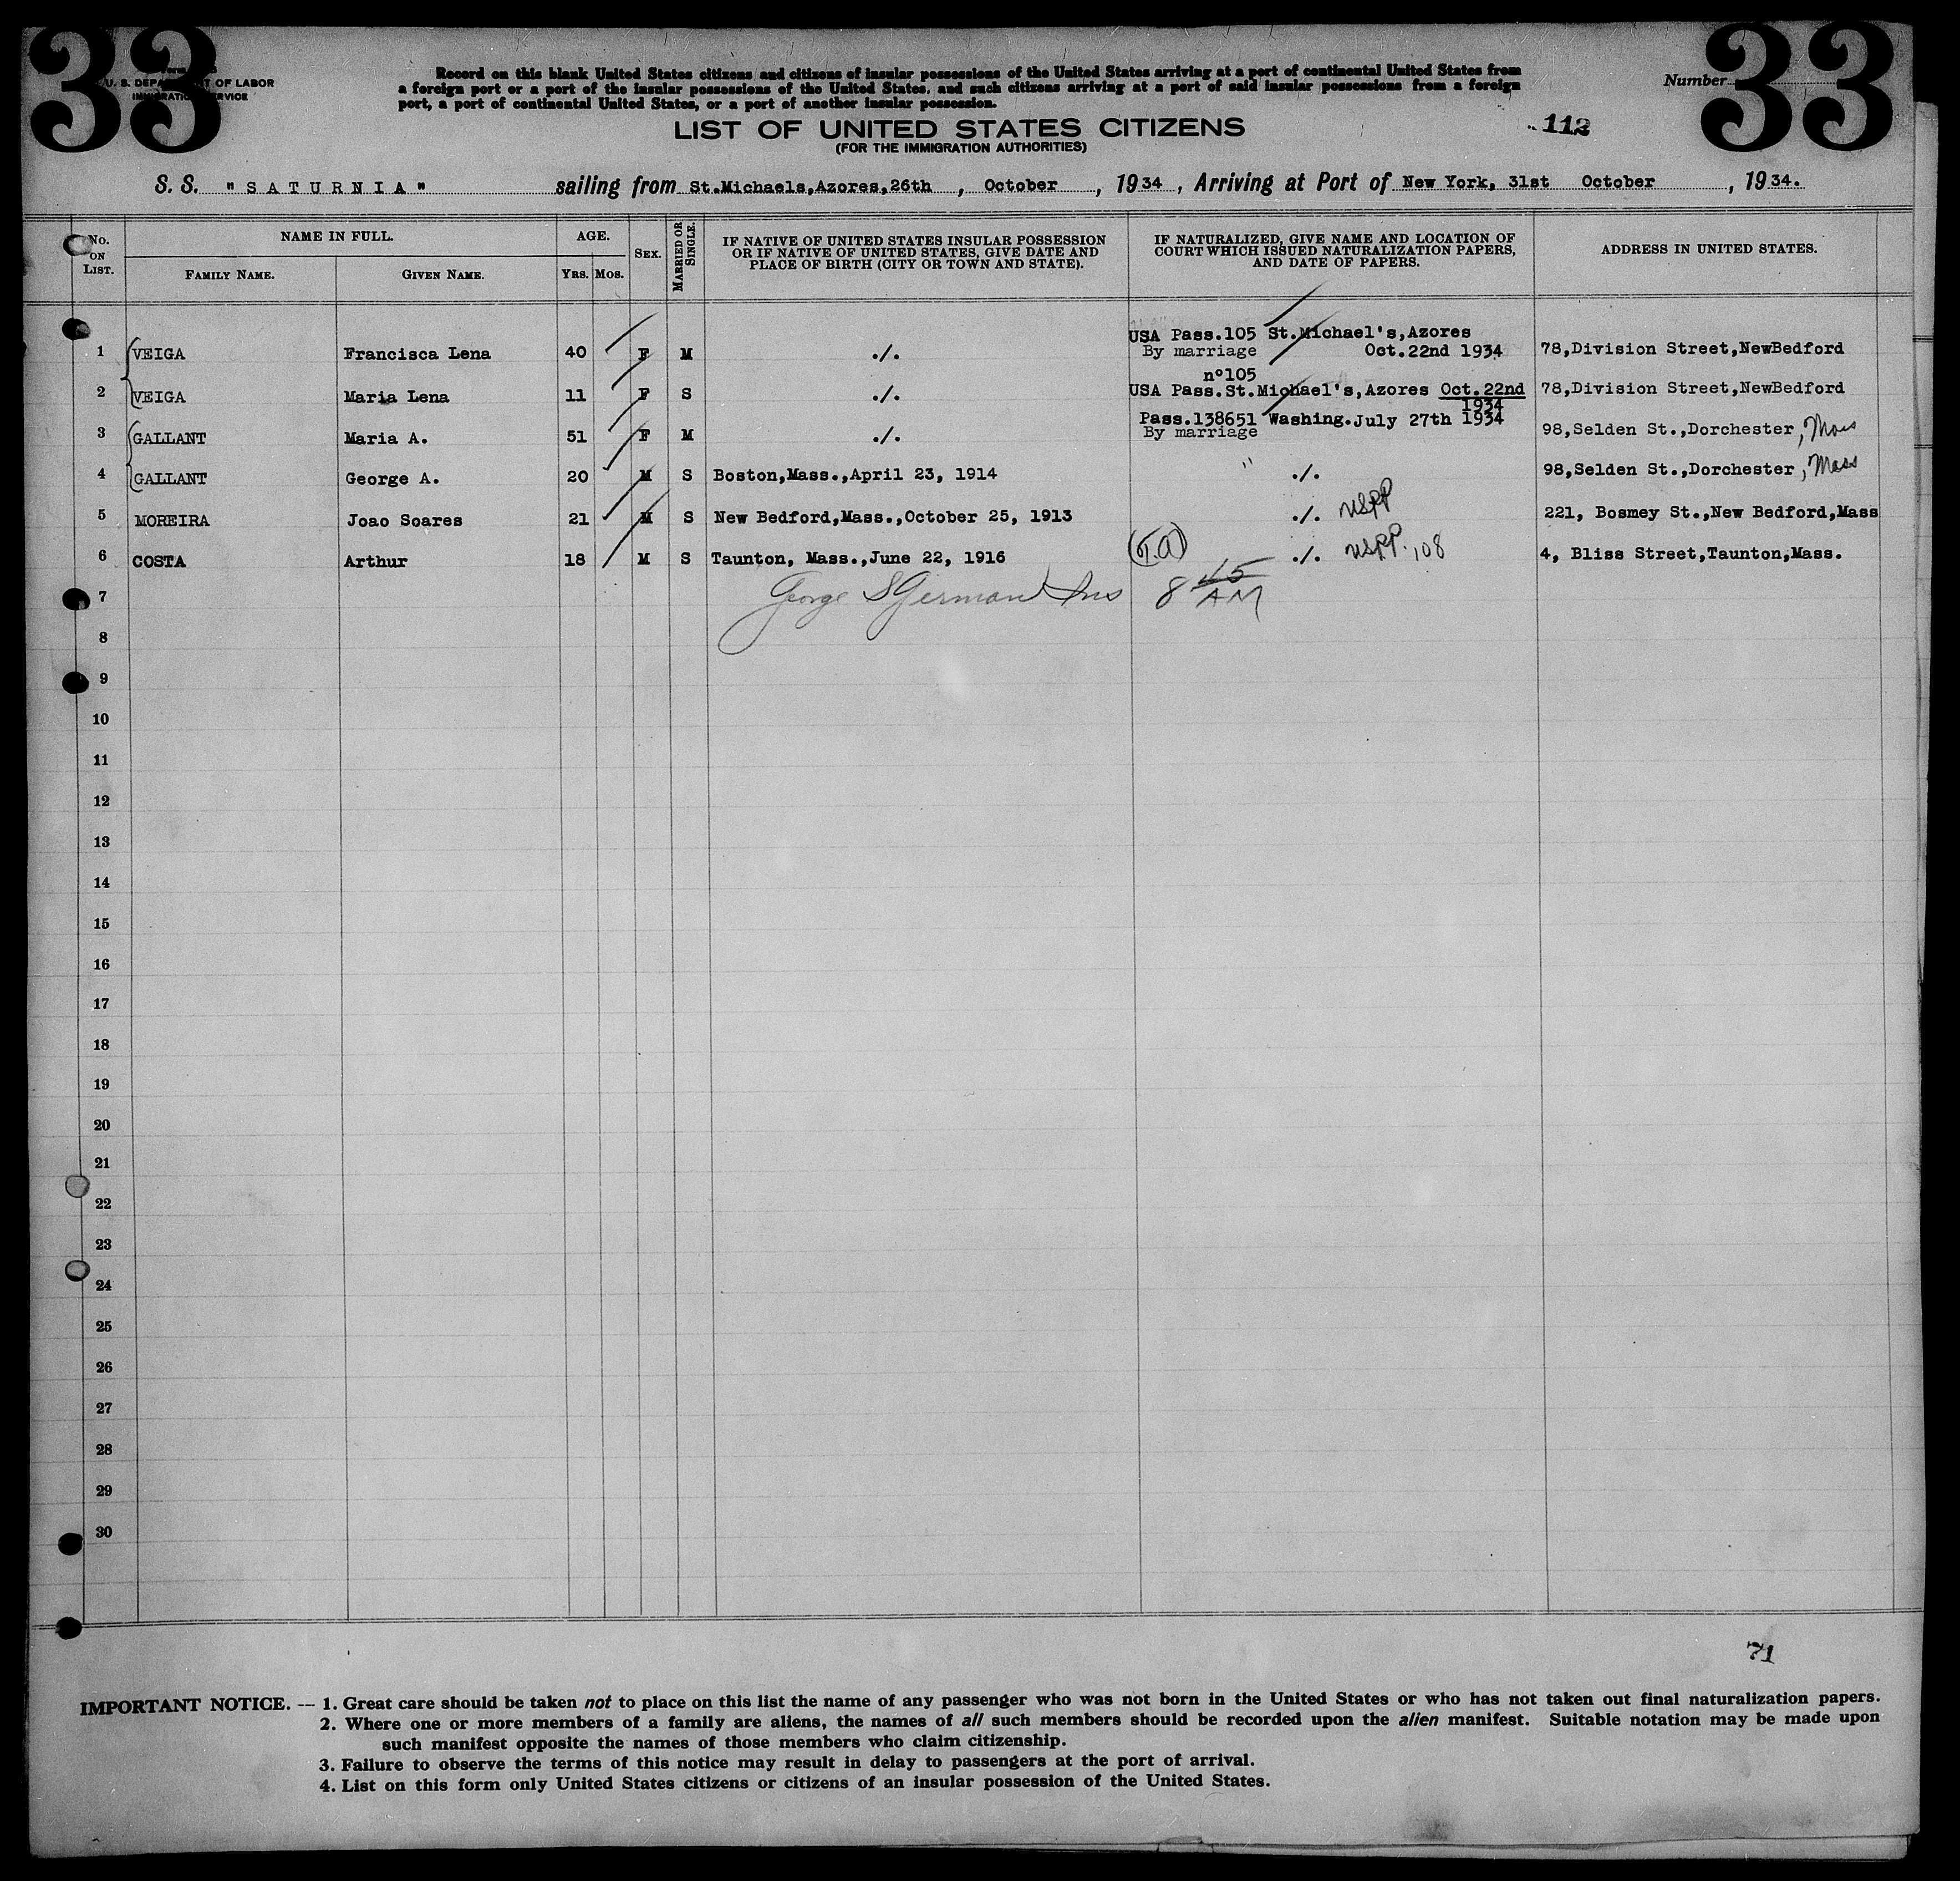 33
U. S. DEPARTMENT OF LABOR
IMMIGRATION SERVICE
Record on this blank United States citizens and citizens of insular possessions of the United States arriving at a port of continental United States from
a foreign port or a port of the insular possessions of the United States, and such citizens arriving at a port of said insular possessions from a foreign
port, a port of continental United States, or a port of another insular possession.
Number
33
LIST OF UNITED STATES CITIZENS
(FOR THE IMMIGRATION AUTHORITIES)
112
S. S. "SATURNIA" sailing from St.Michaels,Azores,26th, October, 1934, Arriving at Port of New York, 31st October, 1934.
No. ON LIST.
NAME IN FULL.
FAMILY NAME. GIVEN NAME.
AGE.
YRS. MOS.
SEX.
MARRIED OR SINGLE.
IF NATIVE OF UNITED STATES INSULAR POSSESSION
OR IF NATIVE OF UNITED STATES, GIVE DATE AND
PLACE OF BIRTH (CITY OR TOWN AND STATE).
IF NATURALIZED, GIVE NAME AND LOCATION OF
COURT WHICH ISSUED NATURALIZATION PAPERS,
AND DATE OF PAPERS.
ADDRESS IN UNITED STATES.
USA Pass.105 St.Michael's,Azores
1 VEIGA Francisca Lena 40 F M ./. By marriage Oct.22nd 1934 78,Division Street,NewBedford
nº105
2 VEIGA Maria Lena 11 F S ./. USA Pass.St.Michael's,Azores Oct.22nd 78,Division Street,NewBedford
1934
Pass.138651 Washing.July 27th 1934
3 GALLANT Maria A. 51 F M ./. By marriage 98,Selden St.,Dorchester, Mass
4 GALLANT George A. 20 M S Boston,Mass.,April 23, 1914 " ./. 98,Selden St.,Dorchester, Mass
5 MOREIRA Joao Soares 21 M S New Bedford,Mass.,October 25, 1913 ./. USPP 221, Bosmey St.,New Bedford,Mass
6 COSTA Arthur 18 M S Taunton, Mass.,June 22, 1916 ./. USPP. 108 4, Bliss Street,Taunton,Mass.
7 George S German Ins 8 45 AM
8
9
10
11
12
13
14
15
16
17
18
19
20
21
22
23
24
25
26
27
28
29
30
71
IMPORTANT NOTICE. — 1. Great care should be taken not to place on this list the name of any passenger who was not born in the United States or who has not taken out final naturalization papers.
2. Where one or more members of a family are aliens, the names of all such members should be recorded upon the alien manifest. Suitable notation may be made upon
such manifest opposite the names of those members who claim citizenship.
3. Failure to observe the terms of this notice may result in delay to passengers at the port of arrival.
4. List on this form only United States citizens or citizens of an insular possession of the United States.